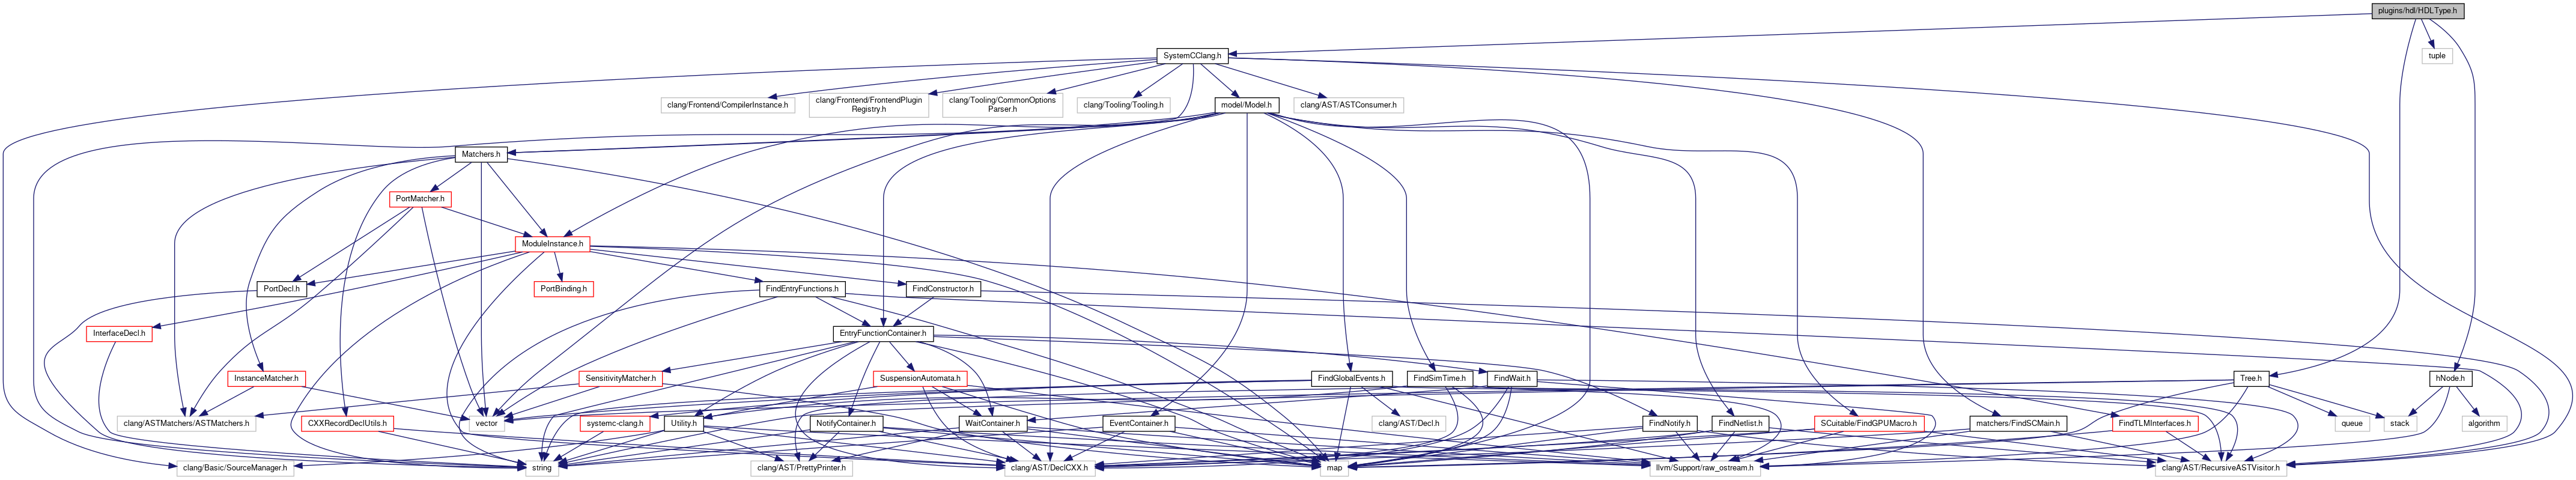 plugins/hdl/HDLType.h
SystemCClang.h
tuple
clang/Frontend/CompilerInstance.h
clang/Frontend/FrontendPlugin
Registry.h
clang/Tooling/CommonOptions
Parser.h
clang/Tooling/Tooling.h
model/Model.h
clang/AST/ASTConsumer.h
Matchers.h
PortMatcher.h
ModuleInstance.h
PortDecl.h
PortBinding.h
FindEntryFunctions.h
FindConstructor.h
InterfaceDecl.h
EntryFunctionContainer.h
InstanceMatcher.h
SensitivityMatcher.h
SuspensionAutomata.h
FindGlobalEvents.h
FindSimTime.h
FindWait.h
Tree.h
hNode.h
clang/ASTMatchers/ASTMatchers.h
CXXRecordDeclUtils.h
vector
systemc-clang.h
Utility.h
NotifyContainer.h
WaitContainer.h
EventContainer.h
clang/AST/Decl.h
FindNotify.h
FindNetlist.h
SCuitable/FindGPUMacro.h
matchers/FindSCMain.h
FindTLMInterfaces.h
queue
stack
algorithm
clang/Basic/SourceManager.h
string
clang/AST/PrettyPrinter.h
clang/AST/DeclCXX.h
map
llvm/Support/raw_ostream.h
clang/AST/RecursiveASTVisitor.h